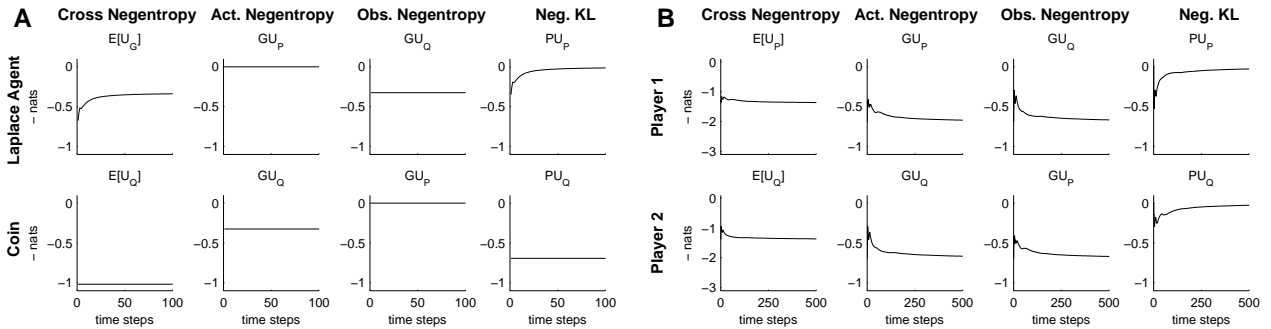 A
Cross Negentropy Act. Negentropy Obs. Negentropy Neg. KL
Laplace Agent
E[U_G] GU_P GU_Q PU_P
– nats
0 0 0 0
−0.5 −0.5 −0.5 −0.5
−1 −1 −1 −1
Coin
E[U_Q] GU_Q GU_P PU_Q
– nats
0 0 0 0
−0.5 −0.5 −0.5 −0.5
−1 −1 −1 −1
0 50 100 0 50 100 0 50 100 0 50 100
time steps time steps time steps time steps
B
Cross Negentropy Act. Negentropy Obs. Negentropy Neg. KL
Player 1
E[U_P] GU_P GU_Q PU_P
– nats
0 0 0 0
−1 −0.5 −0.5 −0.5
−2
−3 −1 −1 −1
Player 2
E[U_Q] GU_Q GU_P PU_Q
– nats
0 0 0 0
−1 −0.5 −0.5 −0.5
−2
−3 −1 −1 −1
0 250 500 0 250 500 0 250 500 0 250 500
time steps time steps time steps time steps